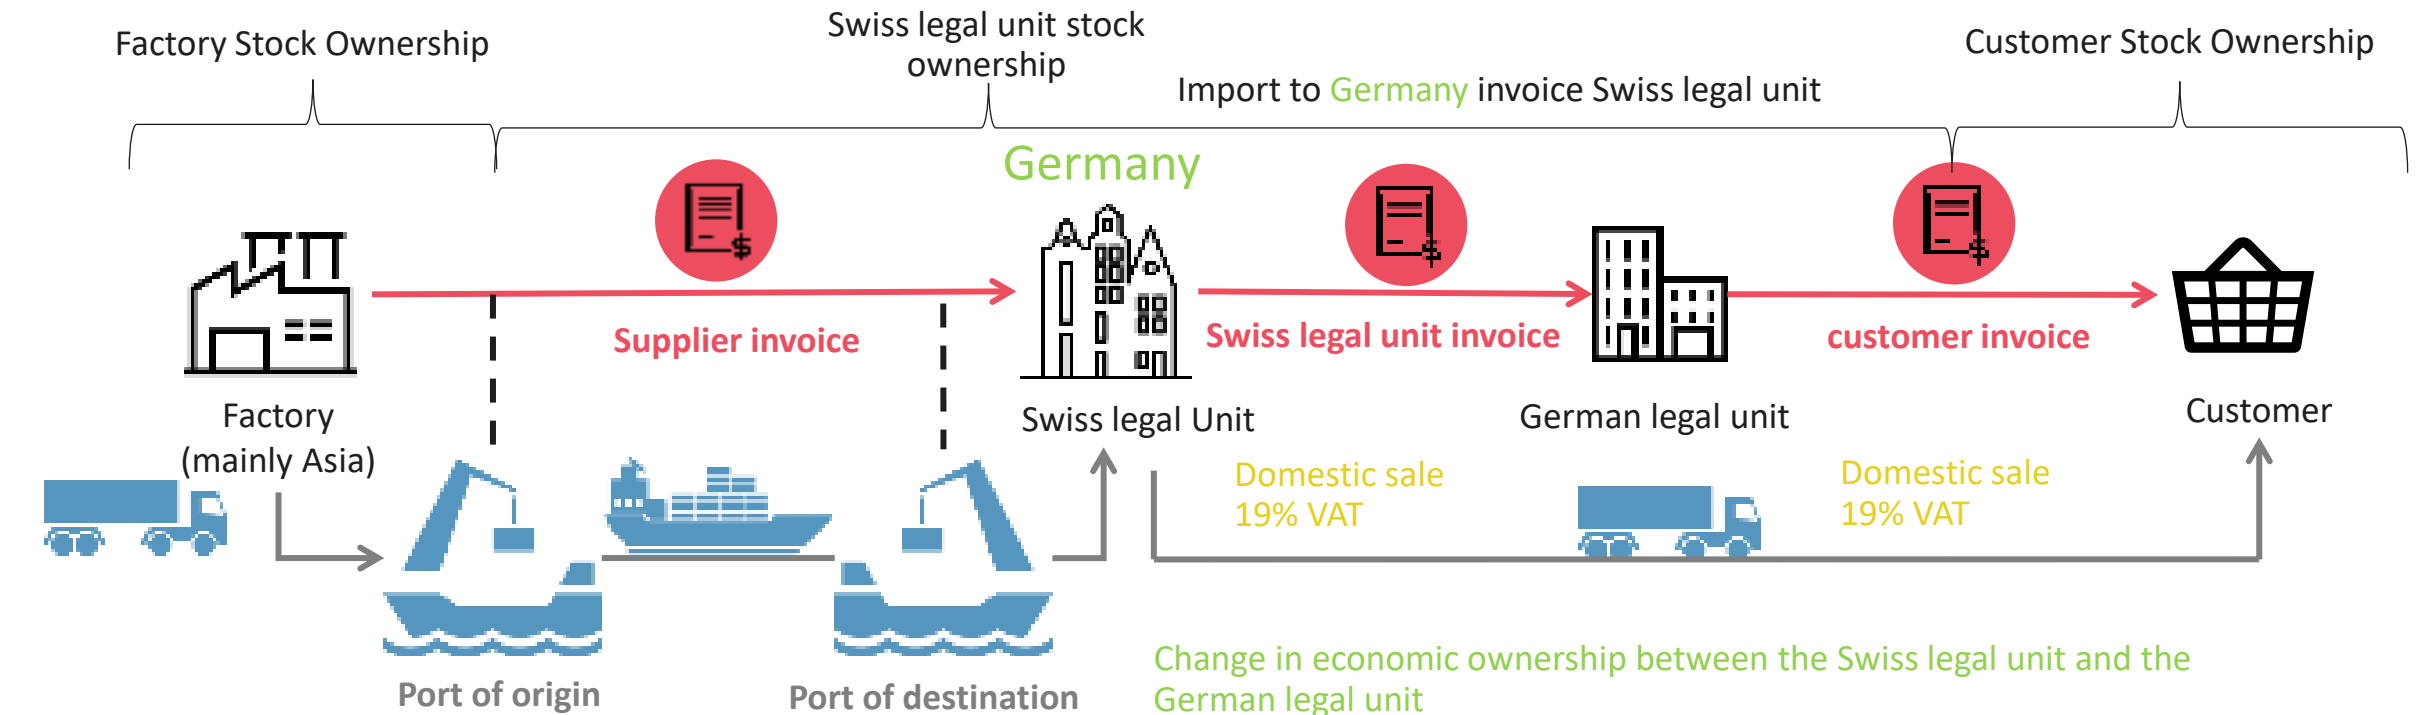 Factory Stock Ownership
Swiss legal unit stock
ownership
Customer Stock Ownership
Import to Germany invoice Swiss legal unit
Germany
$
$
$
Supplier invoice
Swiss legal unit invoice
customer invoice
Factory
(mainly Asia)
Swiss legal Unit
German legal unit
Customer
Domestic sale
19% VAT
Domestic sale
19% VAT
Port of origin
Port of destination
Change in economic ownership between the Swiss legal unit and the
German legal unit